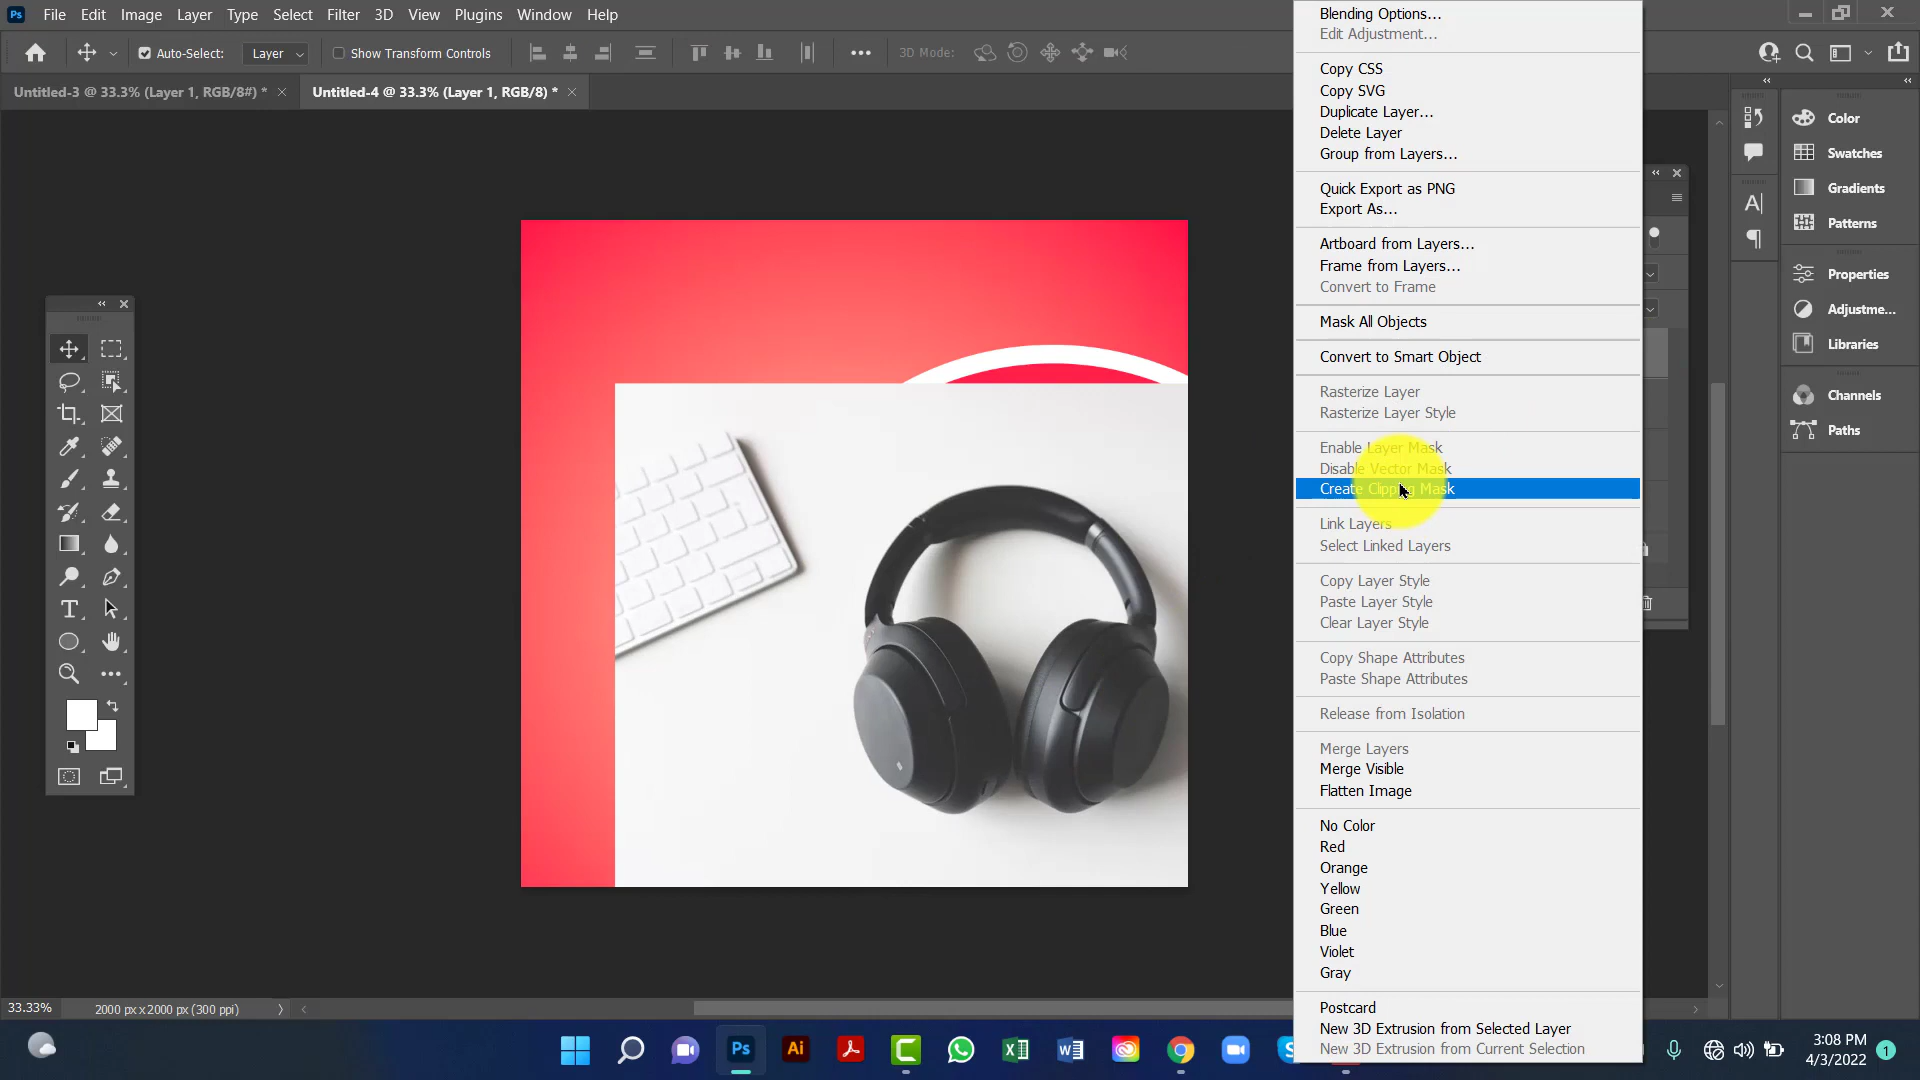 Ps File Edit Image Layer Type Select Filter 3D View Plugins Window Help
Auto-Select: Layer Show Transform Controls 3D Mode:
Untitled-3 @ 33.3% (Layer 1, RGB/8#) * Untitled-4 @ 33.3% (Layer 1, RGB/8) *
Blending Options...
Edit Adjustment...
Copy CSS
Copy SVG
Duplicate Layer...
Delete Layer
Group from Layers...
Quick Export as PNG
Export As...
Artboard from Layers...
Frame from Layers...
Convert to Frame
Mask All Objects
Convert to Smart Object
Rasterize Layer
Rasterize Layer Style
Enable Layer Mask
Disable Vector Mask
Create Clipping Mask
Link Layers
Select Linked Layers
Copy Layer Style
Paste Layer Style
Clear Layer Style
Copy Shape Attributes
Paste Shape Attributes
Release from Isolation
Merge Layers
Merge Visible
Flatten Image
No Color
Red
Orange
Yellow
Green
Blue
Violet
Gray
Postcard
New 3D Extrusion from Selected Layer
New 3D Extrusion from Current Selection
Color
Swatches
Gradients
Patterns
Properties
Adjustme...
Libraries
Channels
Paths
33.33% 2000 px x 2000 px (300 ppi)
Ps Ai
3:08 PM
4/3/2022
1